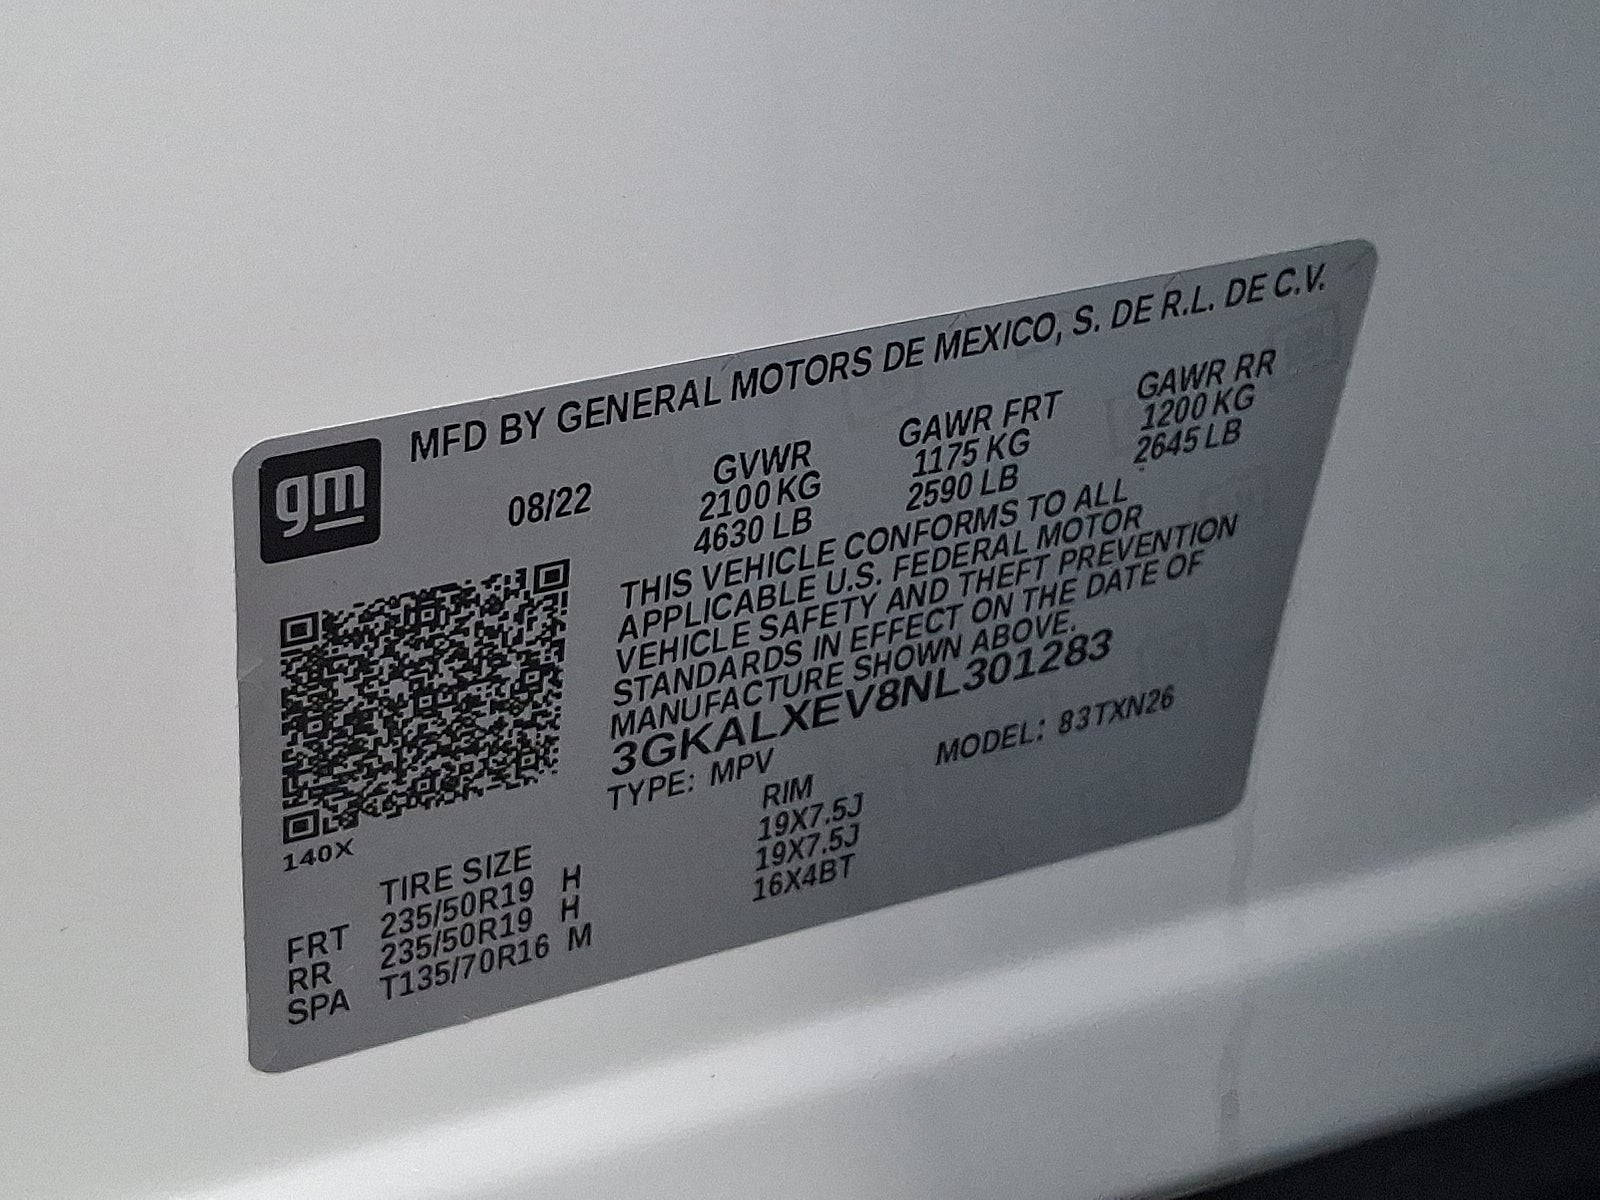 MFD BY GENERAL MOTORS DE MEXICO, S. DE R.L. DE C.V.
gm
08/22
GVWR GAWR FRT GAWR RR
2100 KG 1175 KG 1200 KG
4630 LB 2590 LB 2645 LB
THIS VEHICLE CONFORMS TO ALL
APPLICABLE U.S. FEDERAL MOTOR
VEHICLE SAFETY AND THEFT PREVENTION
STANDARDS IN EFFECT ON THE DATE OF
MANUFACTURE SHOWN ABOVE.
3GKALXEV8NL301283
TYPE: MPV MODEL: 83TXN26
140X
TIRE SIZE RIM
FRT 235/50R19 H 19X7.5J
RR 235/50R19 H 19X7.5J
SPA T135/70R16 M 16X4BT